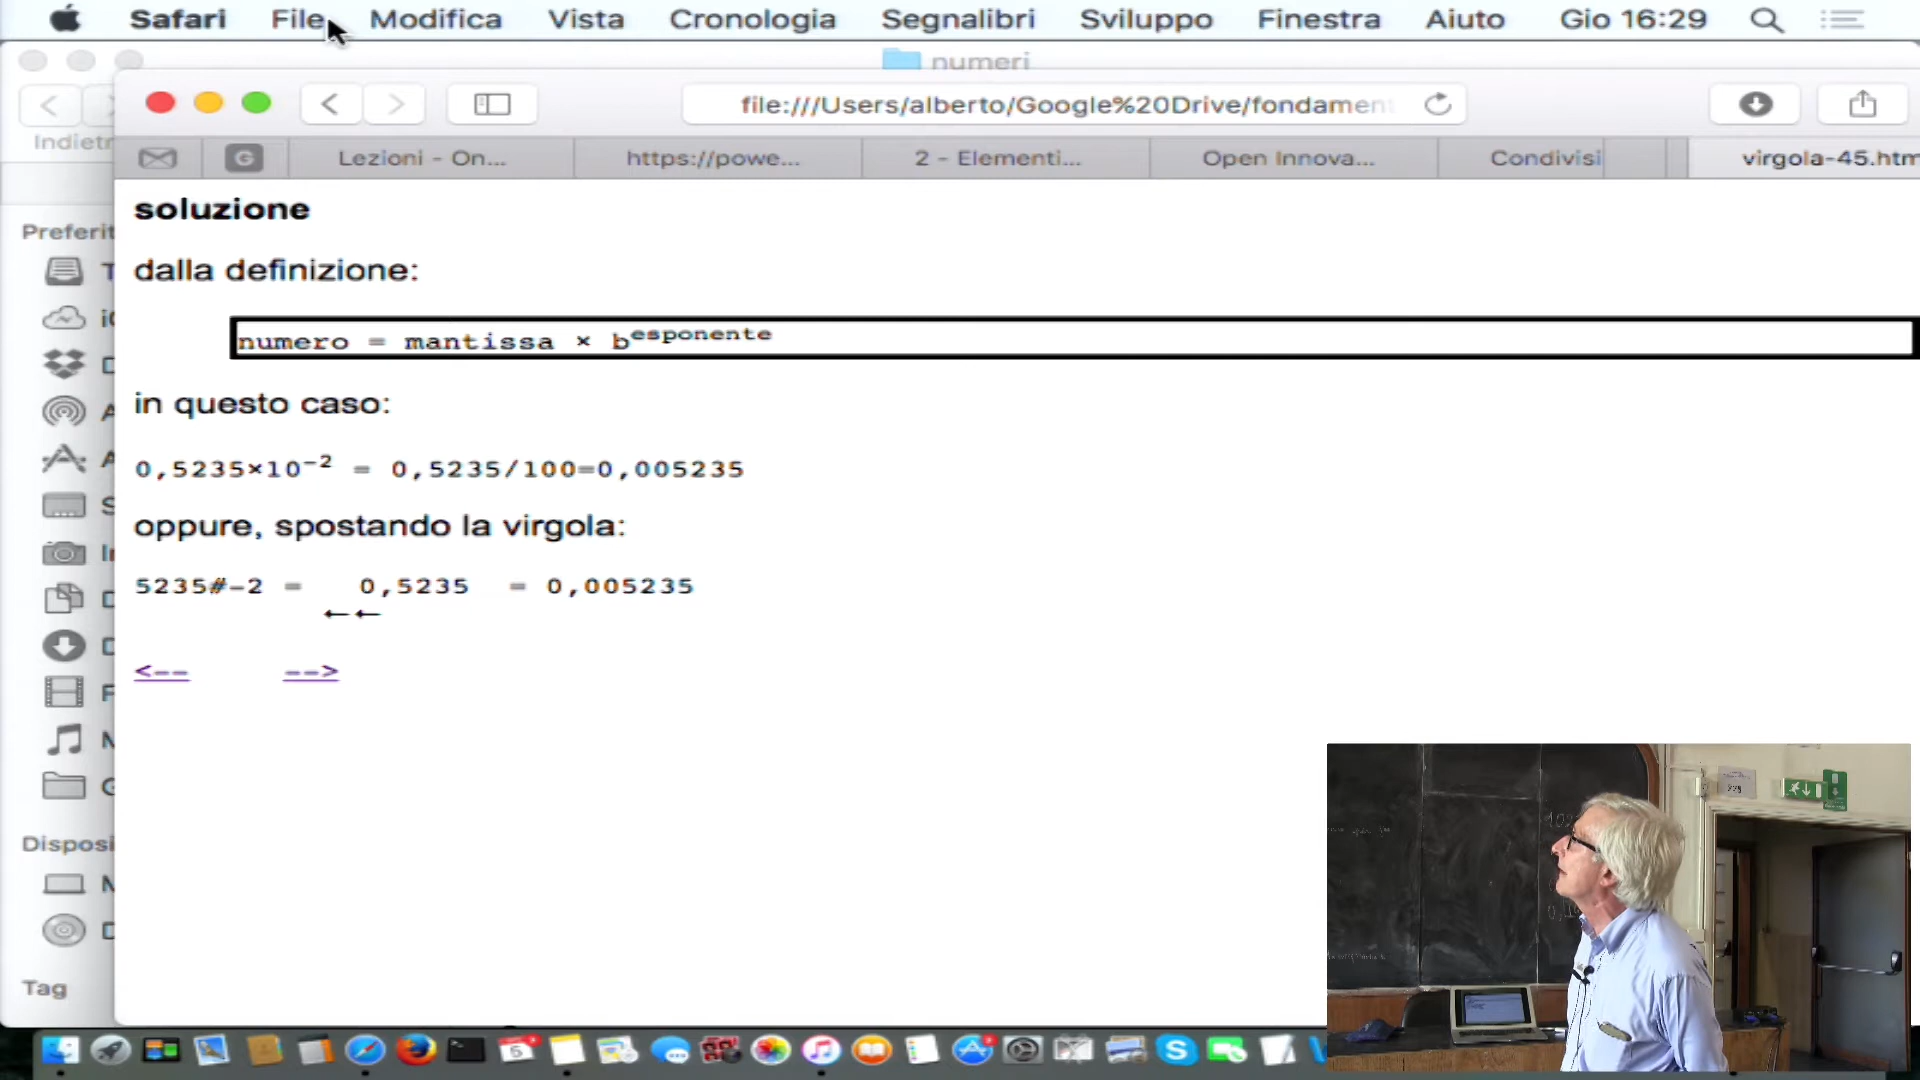 Safari File Modifica Vista Cronologia Segnalibri Sviluppo Finestra Aiuto Gio 16:29
numeri
file:///Users/alberto/Google%20Drive/fondament
Indietr
G Lezioni - On... https://powe... 2 - Elementi... Open Innova... Condivisi virgola-45.htm
soluzione
Preferit
dalla definizione:
numero = mantissa × b^esponente
in questo caso:
0,5235×10⁻² = 0,5235/100=0,005235
oppure, spostando la virgola:
5235#-2 = 0,5235 = 0,005235
←←
<-- -->
Disposi
Tag